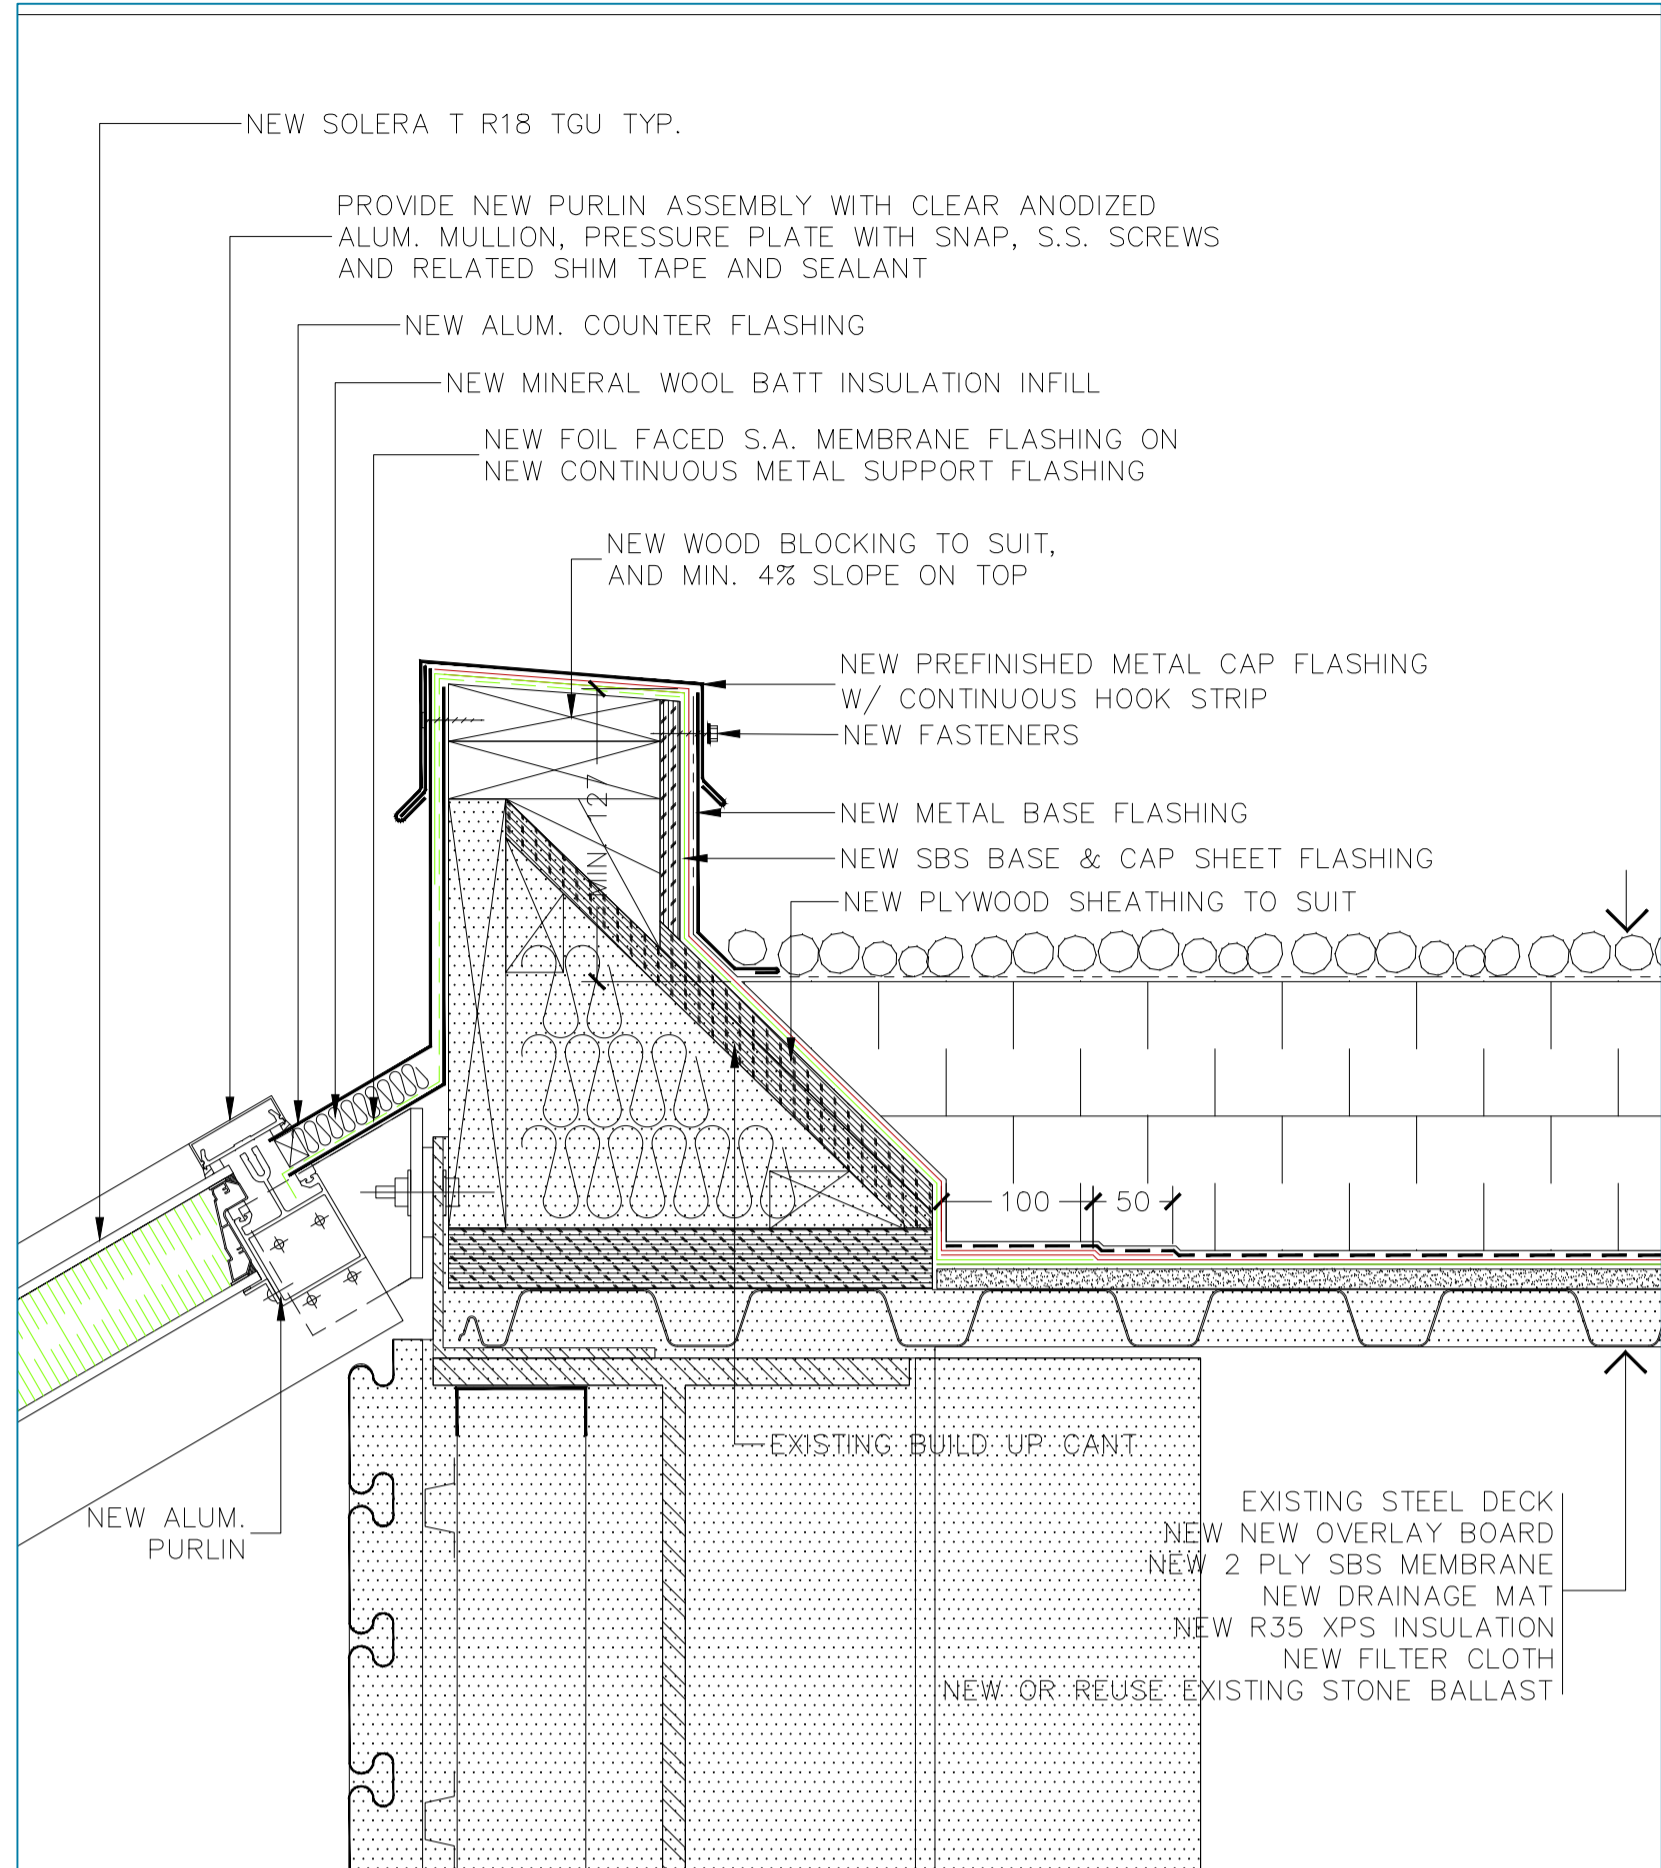 NEW SOLERA T R18 TGU TYP.
PROVIDE NEW PURLIN ASSEMBLY WITH CLEAR ANODIZED
ALUM. MULLION, PRESSURE PLATE WITH SNAP, S.S. SCREWS
AND RELATED SHIM TAPE AND SEALANT
NEW ALUM. COUNTER FLASHING
NEW MINERAL WOOL BATT INSULATION INFILL
NEW FOIL FACED S.A. MEMBRANE FLASHING ON
NEW CONTINUOUS METAL SUPPORT FLASHING
NEW WOOD BLOCKING TO SUIT,
AND MIN. 4% SLOPE ON TOP
NEW PREFINISHED METAL CAP FLASHING
W/ CONTINUOUS HOOK STRIP
NEW FASTENERS
MIN. 127
NEW METAL BASE FLASHING
NEW SBS BASE & CAP SHEET FLASHING
NEW PLYWOOD SHEATHING TO SUIT
100
50
EXISTING BUILD UP CANT
NEW ALUM.
PURLIN
EXISTING STEEL DECK
NEW NEW OVERLAY BOARD
NEW 2 PLY SBS MEMBRANE
NEW DRAINAGE MAT
NEW R35 XPS INSULATION
NEW FILTER CLOTH
NEW OR REUSE EXISTING STONE BALLAST